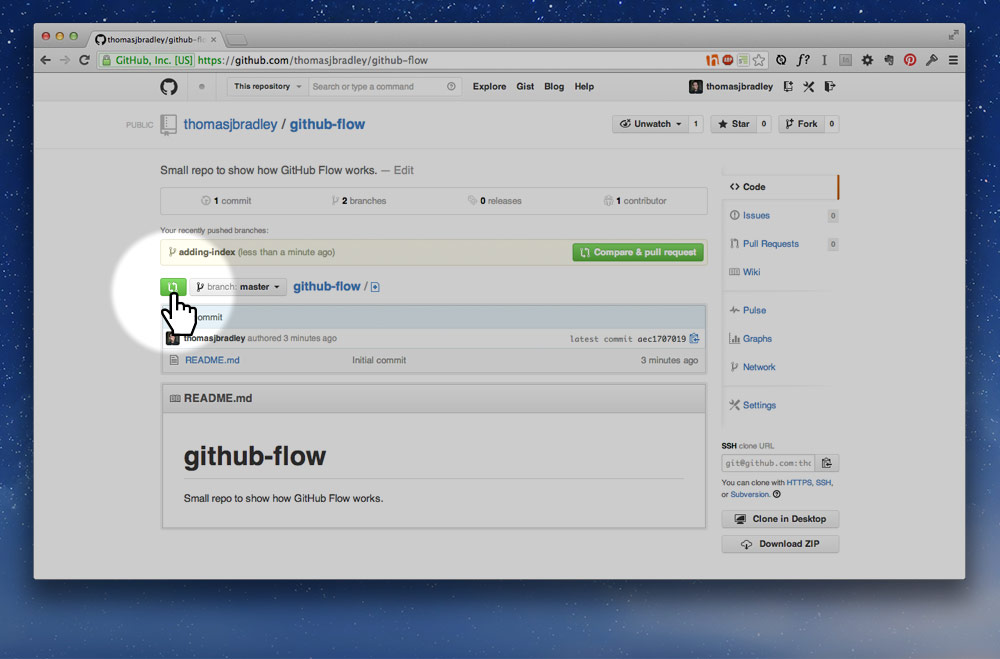 thomasjbradley/github-fl
GitHub, Inc. [US] https://github.com/thomasjbradley/github-flow
f?
This repository Search or type a command Explore Gist Blog Help thomasjbradley
PUBLIC thomasjbradley / github-flow Unwatch 1 Star 0 Fork 0
Small repo to show how GitHub Flow works. — Edit
1 commit 2 branches 0 releases 1 contributor
Your recently pushed branches:
adding-index (less than a minute ago) Compare & pull request
branch: master github-flow /
ommit
thomasjbradley authored 3 minutes ago latest commit aec1707019
README.md Initial commit 3 minutes ago
README.md
github-flow
Small repo to show how GitHub Flow works.
Code
Issues 0
Pull Requests 0
Wiki
Pulse
Graphs
Network
Settings
SSH clone URL
git@github.com:tho
You can clone with HTTPS, SSH,
or Subversion.
Clone in Desktop
Download ZIP